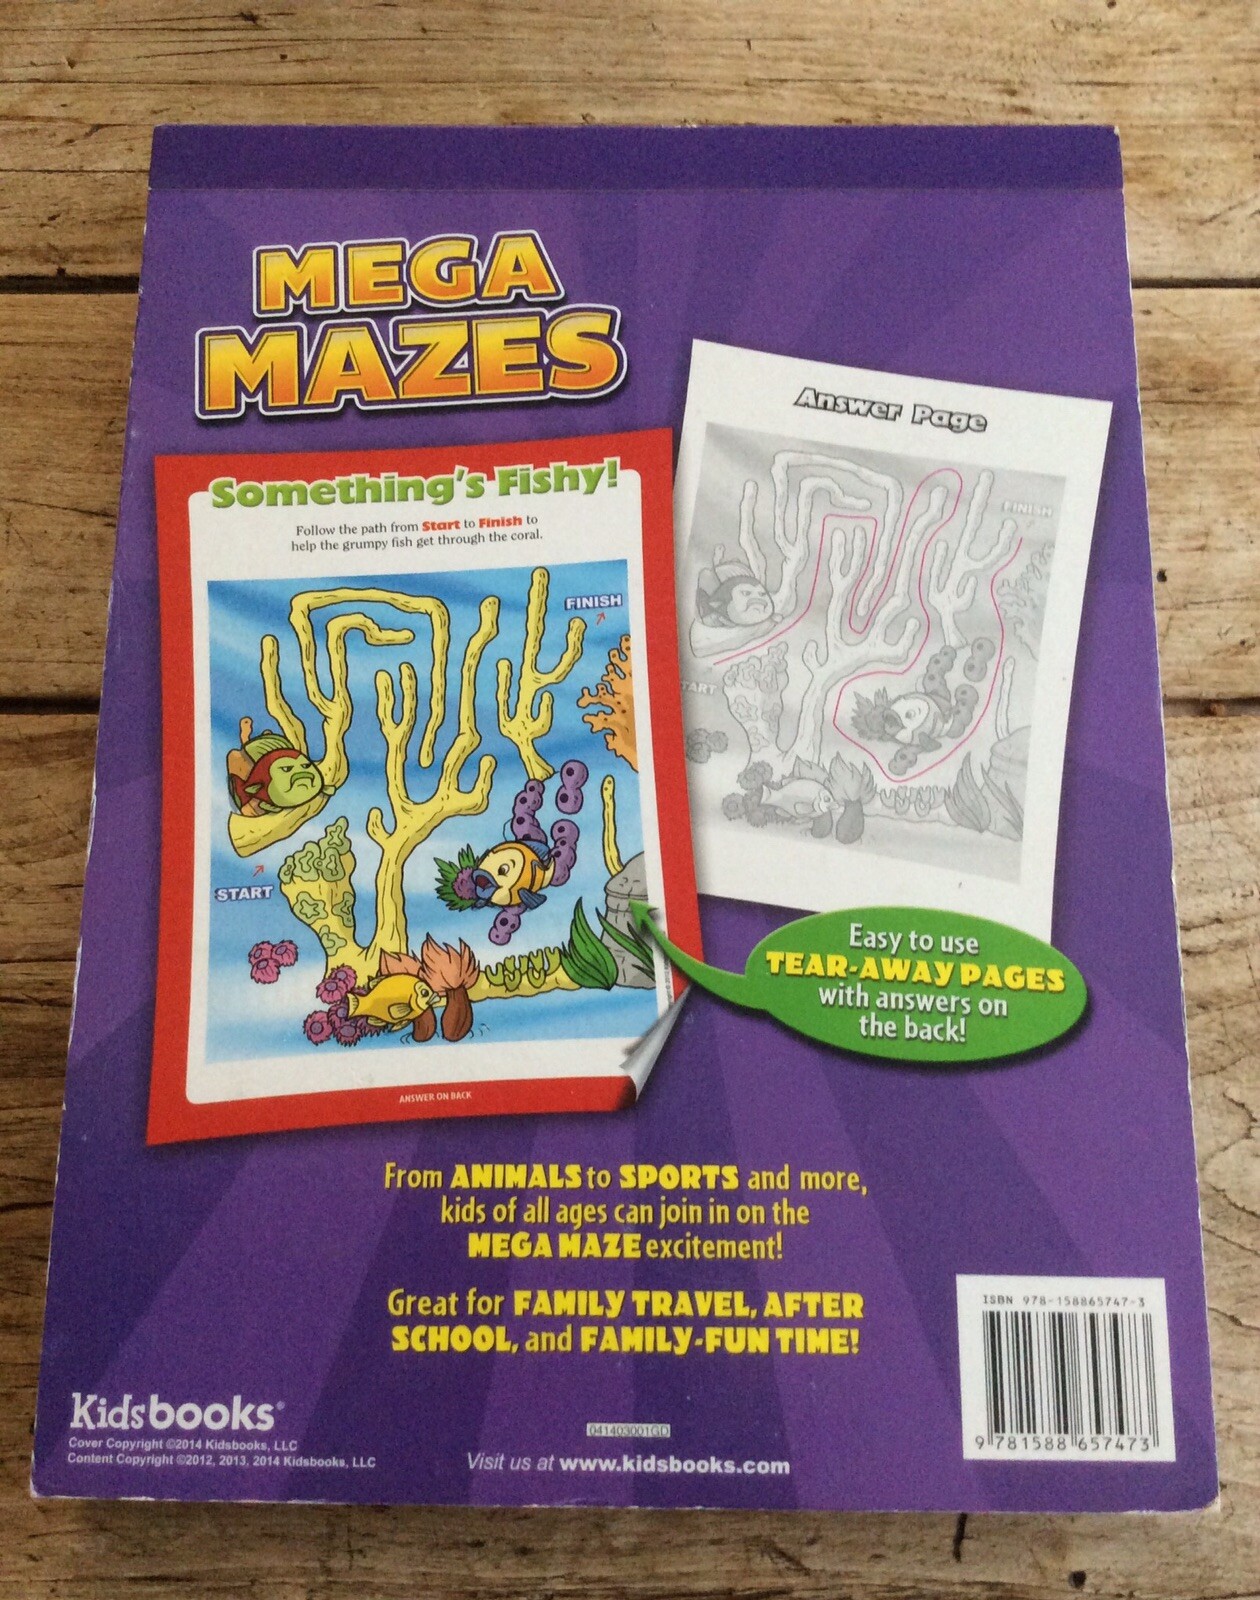 MEGA
MAZES
Something's Fishy!
Follow the path from Start to Finish to
help the grumpy fish get through the coral.
FINISH
START
ANSWER ON BACK
Answer Page
FINISH
TART
Easy to use
TEAR-AWAY PAGES
with answers on
the back!
From ANIMALS to SPORTS and more,
kids of all ages can join in on the
MEGA MAZE excitement!
Great for FAMILY TRAVEL, AFTER
SCHOOL, and FAMILY-FUN TIME!
Kidsbooks®
Cover Copyright ©2014 Kidsbooks, LLC
Content Copyright ©2012, 2013, 2014 Kidsbooks, LLC
041403001GD
Visit us at www.kidsbooks.com
ISBN 978-158865747-3
9 781588 657473